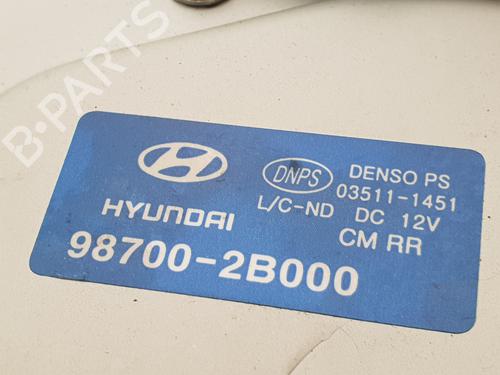 B-PARTS
HYUNDAI
98700-2B000
DNPS
DENSO PS
03511-1451
L/C-ND DC 12V
CM RR